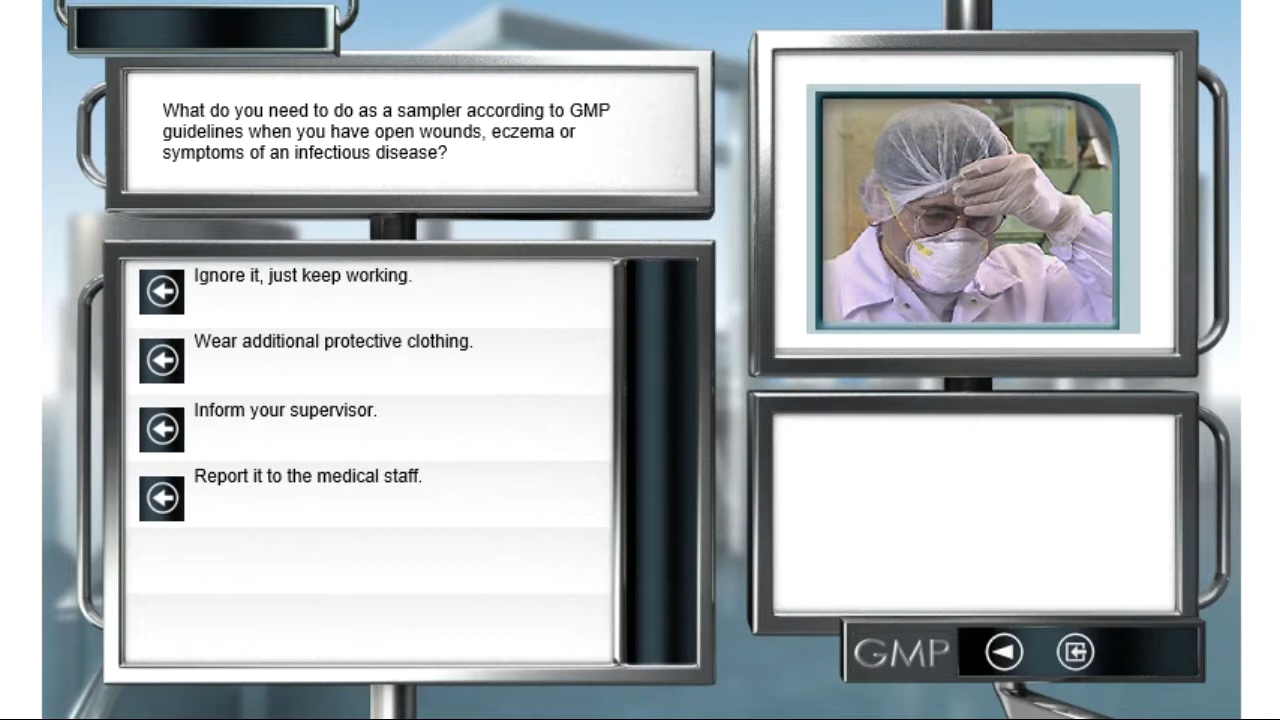 What do you need to do as a sampler according to GMP
guidelines when you have open wounds, eczema or
symptoms of an infectious disease?
Ignore it, just keep working.
Wear additional protective clothing.
Inform your supervisor.
Report it to the medical staff.
GMP